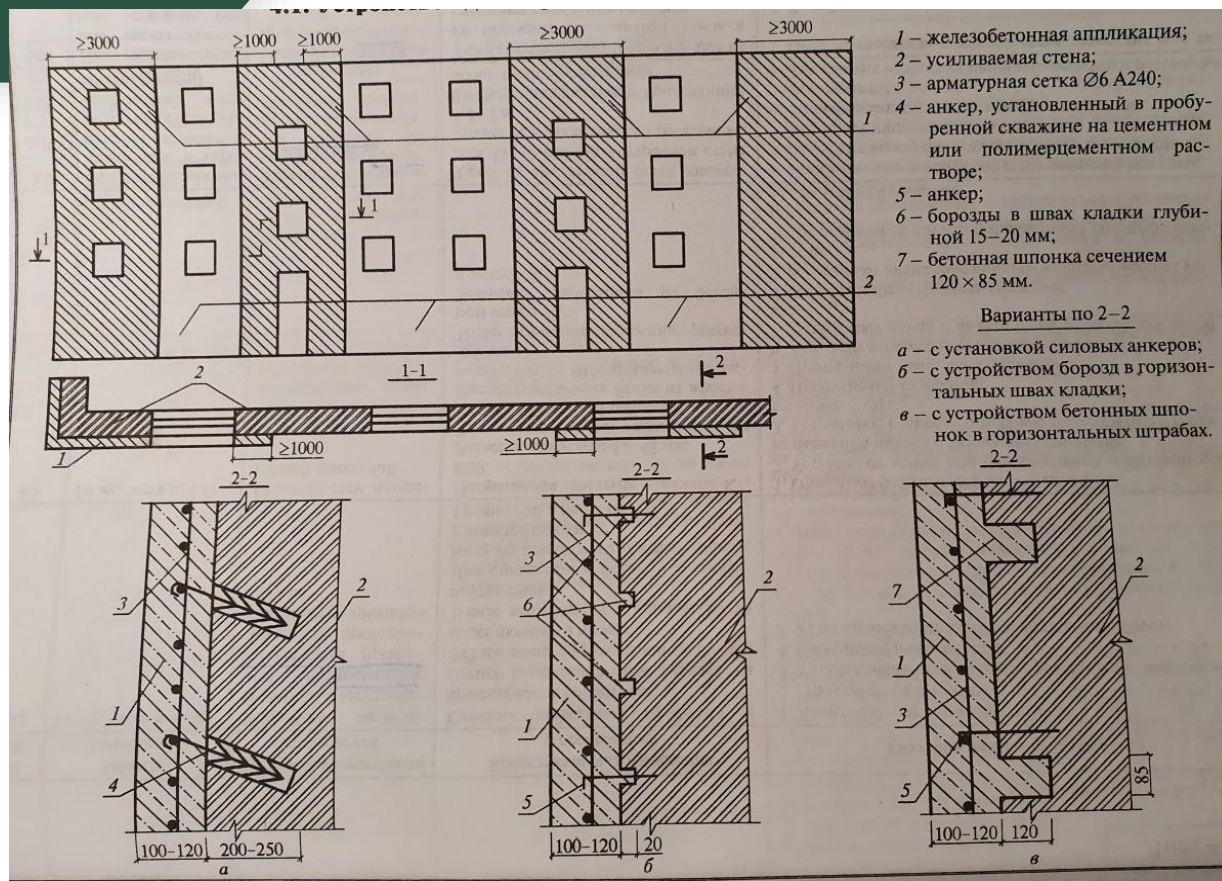 ≥3000
≥1000
≥1000
≥3000
≥3000
1
1
1
2
1 – железобетонная аппликация;
2 – усиливаемая стена;
3 – арматурная сетка Ø6 А240;
4 – анкер, установленный в пробу-
ренной скважине на цементном
или полимерцементном рас-
творе;
5 – анкер;
6 – борозды в швах кладки глуби-
ной 15–20 мм;
7 – бетонная шпонка сечением
120 × 85 мм.
Варианты по 2–2
а – с установкой силовых анкеров;
б – с устройством борозд в горизон-
тальных швах кладки;
в – с устройством бетонных шпо-
нок в горизонтальных штрабах.
1–1
2
2
1
≥1000
≥1000
2
2–2
3
2
1
4
100–120
200–250
а
2–2
3
6
2
1
5
100–120
20
б
2–2
7
2
1
3
5
85
100–120
120
в